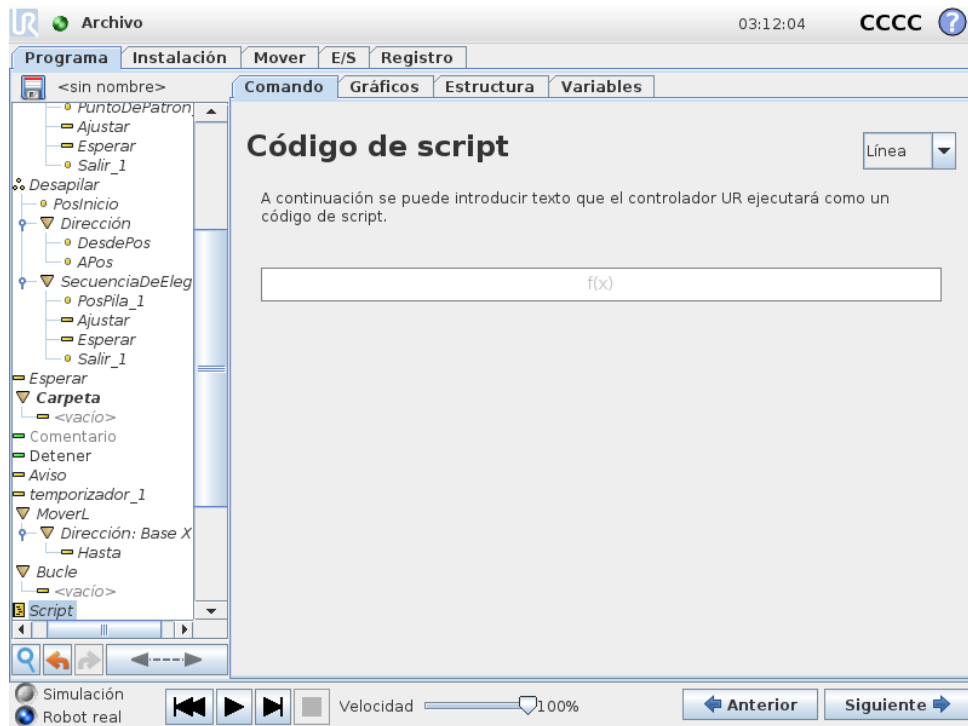 UR Archivo 03:12:04 CCCC ?
Programa Instalación Mover E/S Registro
<sin nombre>
Comando Gráficos Estructura Variables
PuntoDePatron
Ajustar
Esperar
Salir_1
Desapilar
PosInicio
Dirección
DesdePos
APos
SecuenciaDeEleg
PosPila_1
Ajustar
Esperar
Salir_1
Esperar
Carpeta
<vacío>
Comentario
Detener
Aviso
temporizador_1
MoverL
Dirección: Base X
Hasta
Bucle
<vacío>
Script
Código de script
Línea
A continuación se puede introducir texto que el controlador UR ejecutará como un
código de script.
f(x)
Simulación
Robot real
Velocidad 100%
Anterior Siguiente